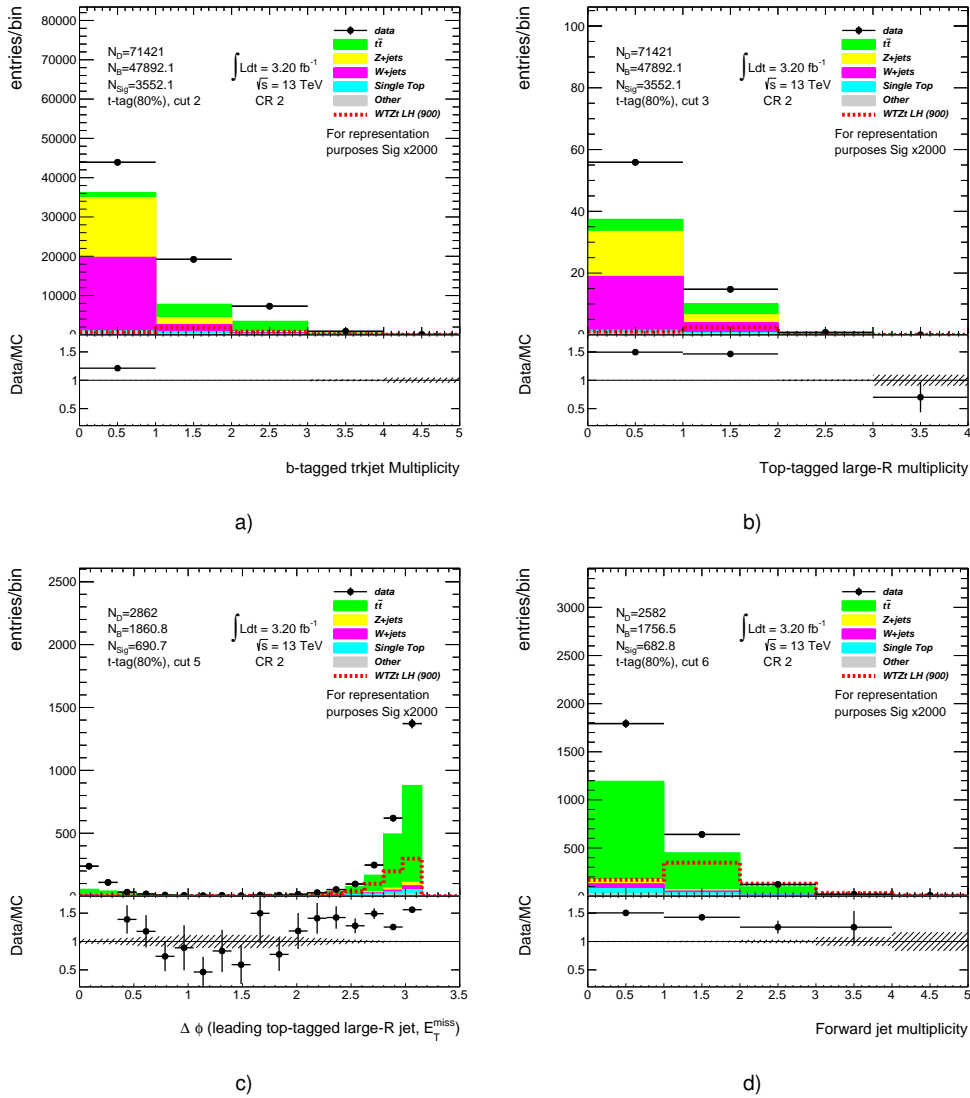 entries/bin
80000
70000
60000
50000
40000
30000
20000
10000
0
N_D=71421
N_B=47892.1
N_Sig=3552.1
t-tag(80%), cut 2
∫Ldt = 3.20 fb⁻¹
√s = 13 TeV
CR 2
data
tt̄
Z+jets
W+jets
Single Top
Other
WTZt LH (900)
For representation
purposes Sig x2000
Data/MC
1.5
1
0.5
0 0.5 1 1.5 2 2.5 3 3.5 4 4.5 5
b-tagged trkjet Multiplicity
a)
entries/bin
×10³
100
80
60
40
20
0
N_D=71421
N_B=47892.1
N_Sig=3552.1
t-tag(80%), cut 3
∫Ldt = 3.20 fb⁻¹
√s = 13 TeV
CR 2
data
tt̄
Z+jets
W+jets
Single Top
Other
WTZt LH (900)
For representation
purposes Sig x2000
Data/MC
1.5
1
0.5
0 0.5 1 1.5 2 2.5 3 3.5 4
Top-tagged large-R multiplicity
b)
entries/bin
2500
2000
1500
1000
500
0
N_D=2862
N_B=1860.8
N_Sig=690.7
t-tag(80%), cut 5
∫Ldt = 3.20 fb⁻¹
√s = 13 TeV
CR 2
data
tt̄
Z+jets
W+jets
Single Top
Other
WTZt LH (900)
For representation
purposes Sig x2000
Data/MC
1.5
1
0.5
0 0.5 1 1.5 2 2.5 3 3.5
Δ ϕ (leading top-tagged large-R jet, E_T^miss)
c)
entries/bin
3000
2500
2000
1500
1000
500
0
N_D=2582
N_B=1756.5
N_Sig=682.8
t-tag(80%), cut 6
∫Ldt = 3.20 fb⁻¹
√s = 13 TeV
CR 2
data
tt̄
Z+jets
W+jets
Single Top
Other
WTZt LH (900)
For representation
purposes Sig x2000
Data/MC
1.5
1
0.5
0 0.5 1 1.5 2 2.5 3 3.5 4 4.5 5
Forward jet multiplicity
d)